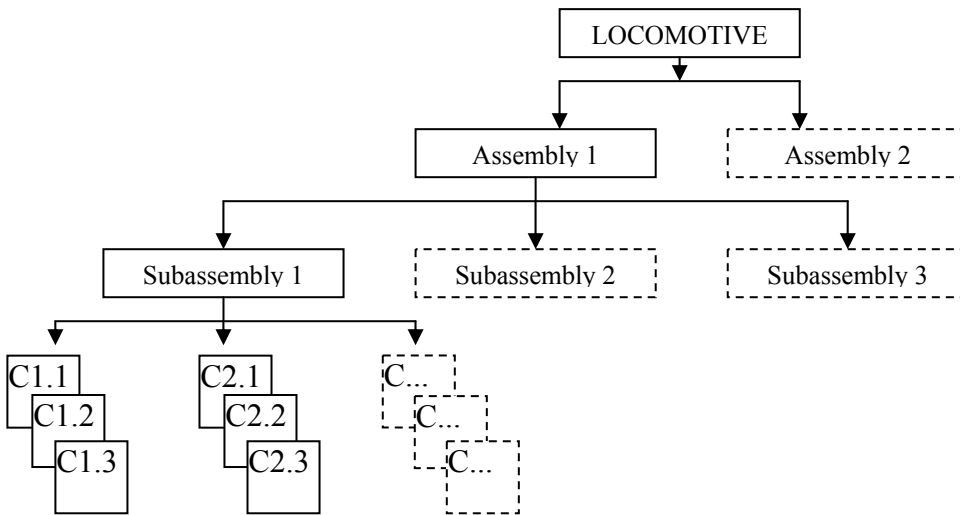 LOCOMOTIVE
Assembly 1
Assembly 2
Subassembly 1
Subassembly 2
Subassembly 3
C1.1
C1.2
C1.3
C2.1
C2.2
C2.3
C...
C...
C...